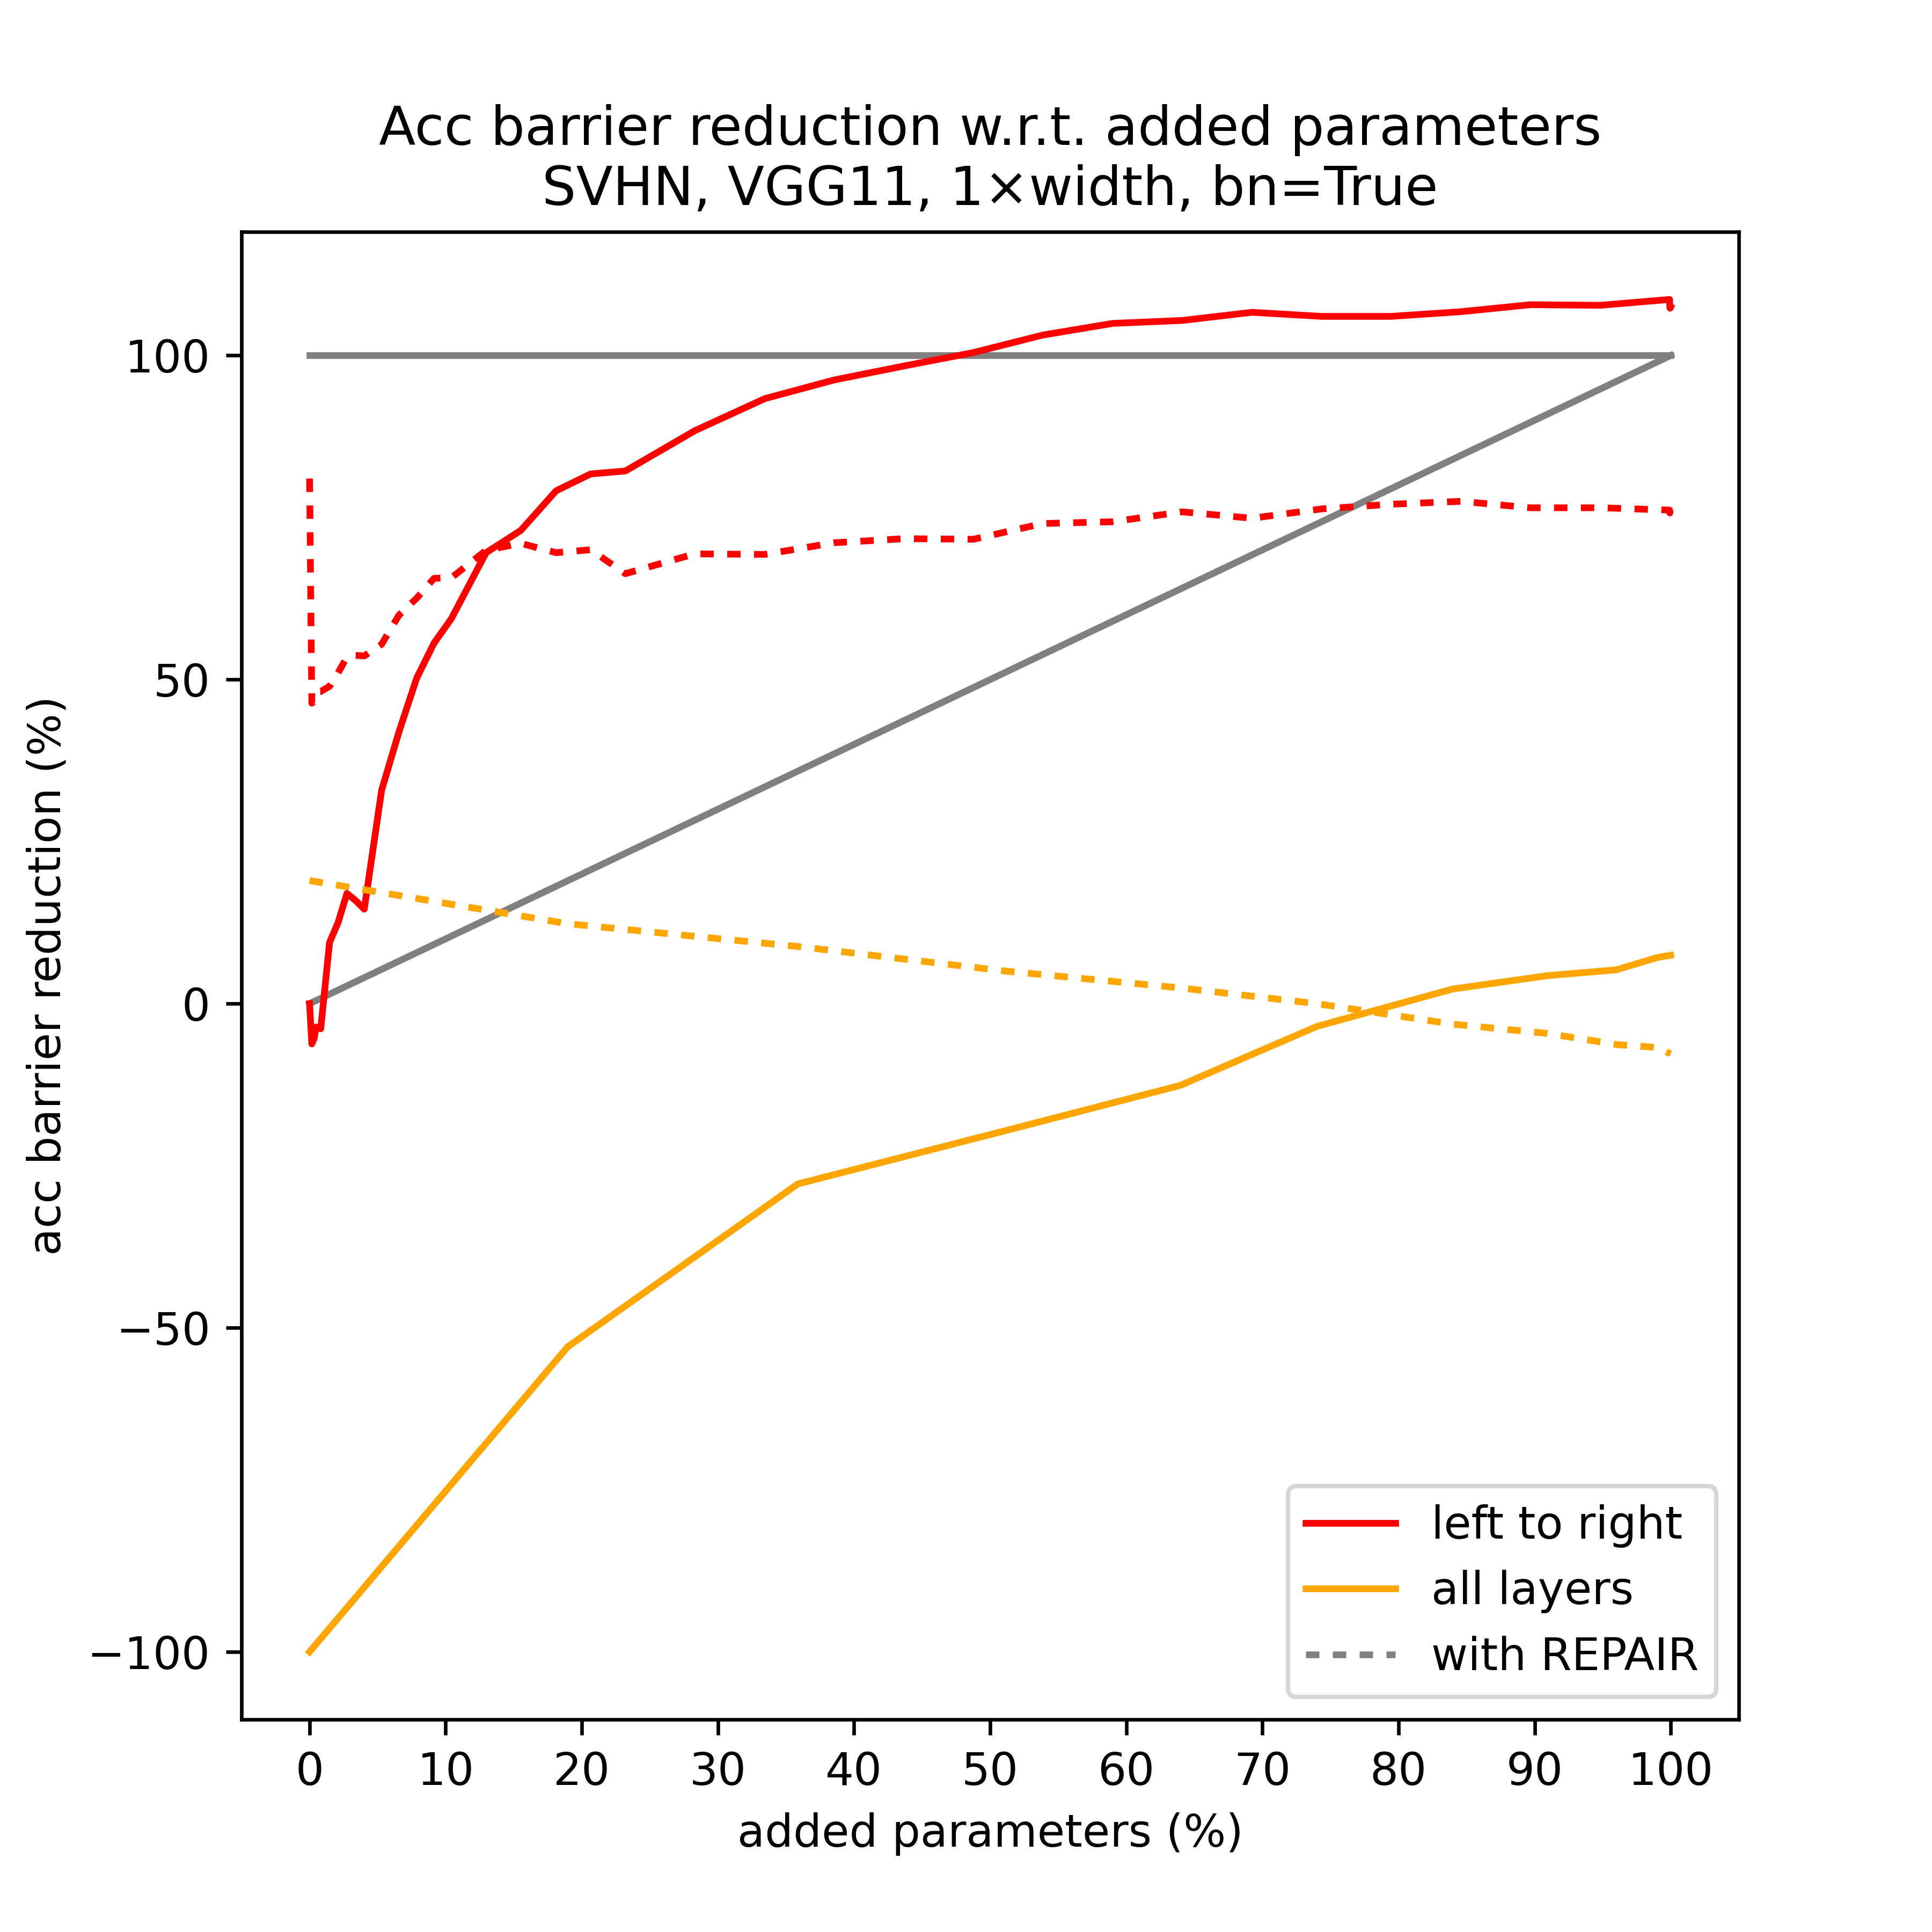 Acc barrier reduction w.r.t. added parameters
SVHN, VGG11, 1×width, bn=True
acc barrier reduction (%)
100
50
0
−50
−100
left to right
all layers
with REPAIR
0 10 20 30 40 50 60 70 80 90 100
added parameters (%)